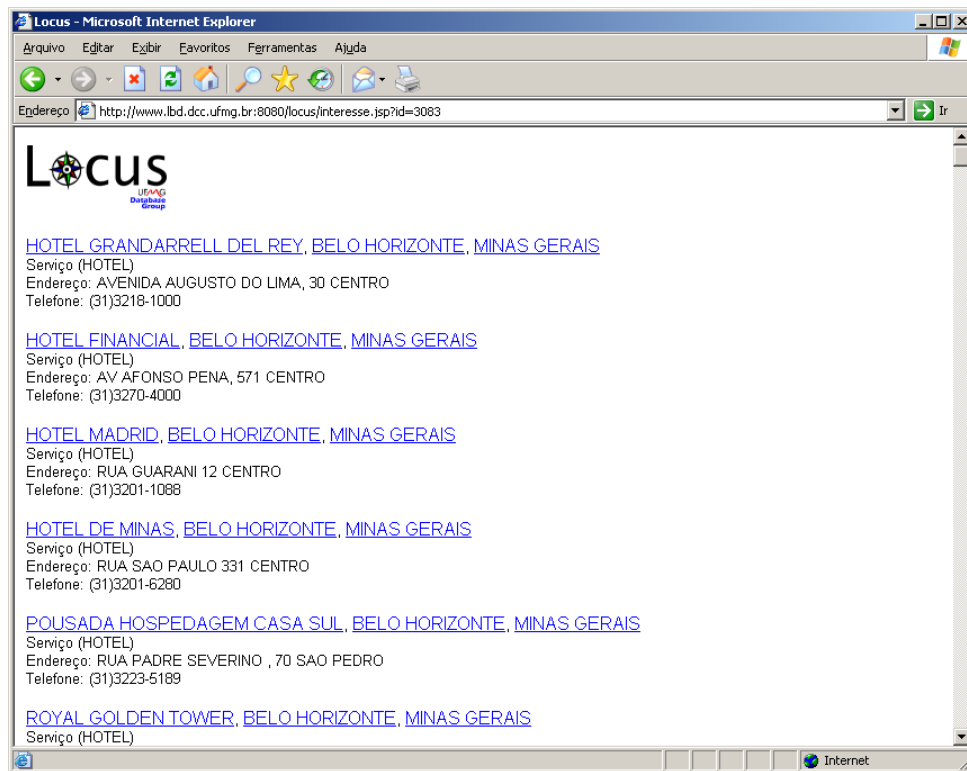 Locus - Microsoft Internet Explorer
Arquivo Editar Exibir Favoritos Ferramentas Ajuda
Endereço http://www.lbd.dcc.ufmg.br:8080/locus/interesse.jsp?id=3083 Ir
Locus
UFMG
Database
Group
HOTEL GRANDARRELL DEL REY, BELO HORIZONTE, MINAS GERAIS
Serviço (HOTEL)
Endereço: AVENIDA AUGUSTO DO LIMA, 30 CENTRO
Telefone: (31)3218-1000
HOTEL FINANCIAL, BELO HORIZONTE, MINAS GERAIS
Serviço (HOTEL)
Endereço: AV AFONSO PENA, 571 CENTRO
Telefone: (31)3270-4000
HOTEL MADRID, BELO HORIZONTE, MINAS GERAIS
Serviço (HOTEL)
Endereço: RUA GUARANI 12 CENTRO
Telefone: (31)3201-1088
HOTEL DE MINAS, BELO HORIZONTE, MINAS GERAIS
Serviço (HOTEL)
Endereço: RUA SAO PAULO 331 CENTRO
Telefone: (31)3201-6280
POUSADA HOSPEDAGEM CASA SUL, BELO HORIZONTE, MINAS GERAIS
Serviço (HOTEL)
Endereço: RUA PADRE SEVERINO , 70 SAO PEDRO
Telefone: (31)3223-5189
ROYAL GOLDEN TOWER, BELO HORIZONTE, MINAS GERAIS
Serviço (HOTEL)
Internet